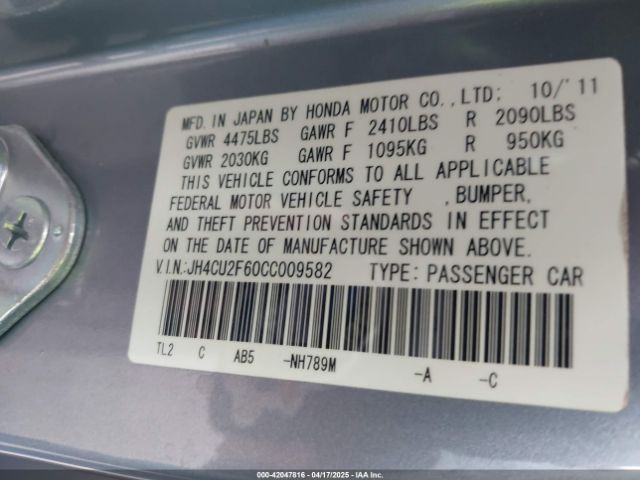 MFD. IN JAPAN BY HONDA MOTOR CO., LTD; 10/'11
GVWR 4475LBS GAWR F 2410LBS R 2090LBS
GVWR 2030KG GAWR F 1095KG R 950KG
THIS VEHICLE CONFORMS TO ALL APPLICABLE
FEDERAL MOTOR VEHICLE SAFETY , BUMPER,
AND THEFT PREVENTION STANDARDS IN EFFECT
ON THE DATE OF MANUFACTURE SHOWN ABOVE.
V.I.N.:JH4CU2F60CC009582 TYPE: PASSENGER CAR
TL2 C AB5 -NH789M -A -C
000-42047816 - 04/17/2025 - IAAI.com